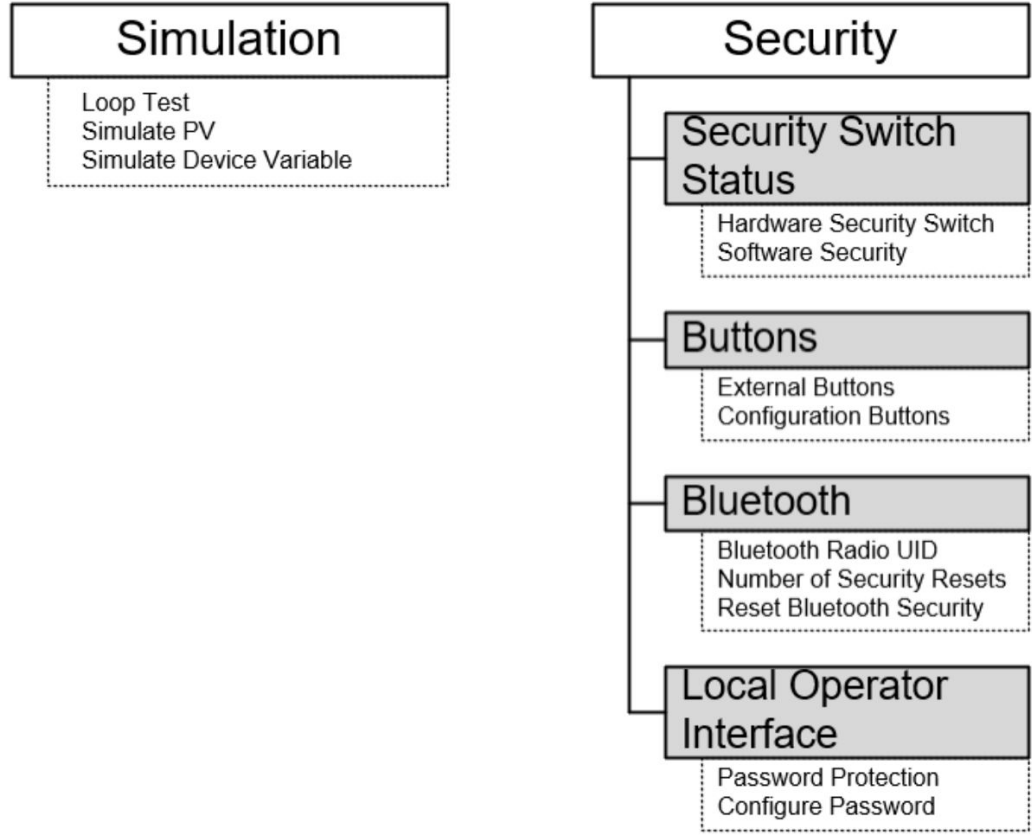 Simulation
Loop Test
Simulate PV
Simulate Device Variable
Security
Security Switch
Status
Hardware Security Switch
Software Security
Buttons
External Buttons
Configuration Buttons
Bluetooth
Bluetooth Radio UID
Number of Security Resets
Reset Bluetooth Security
Local Operator
Interface
Password Protection
Configure Password